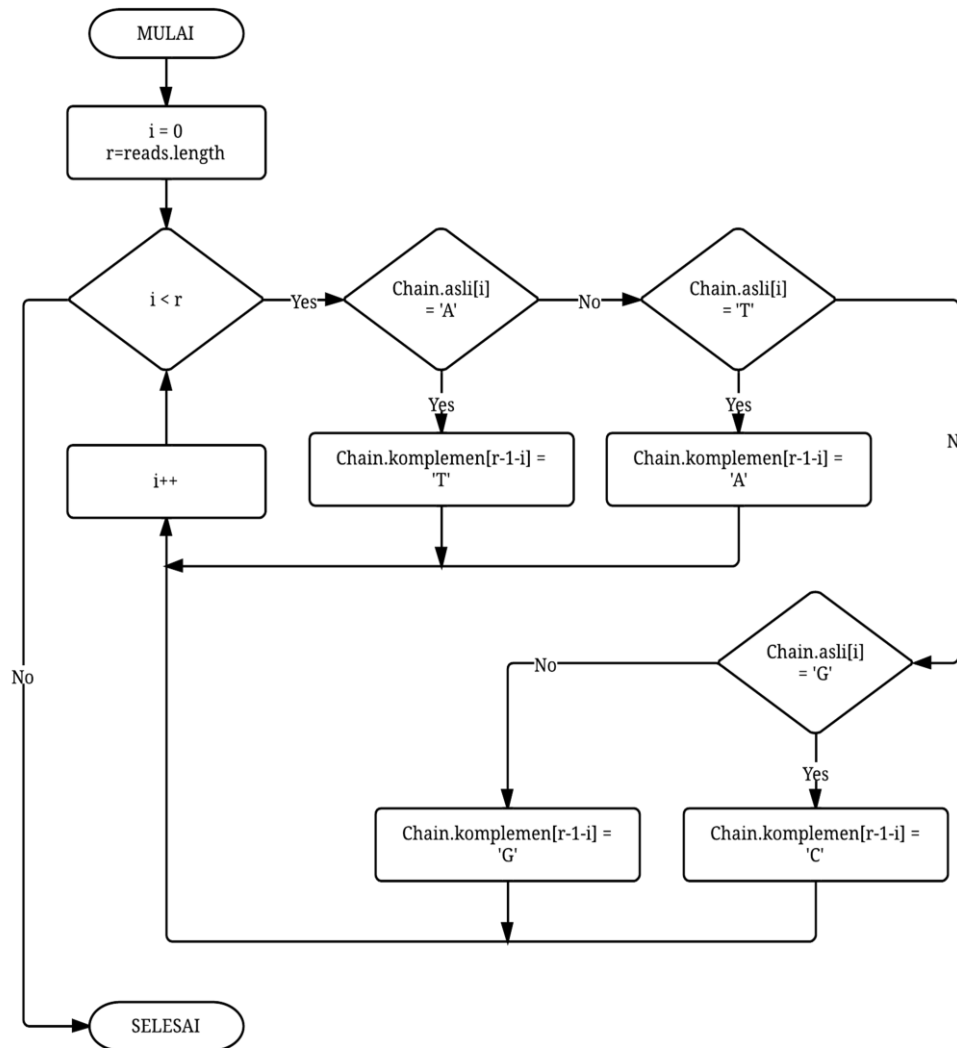 MULAI
i = 0
r=reads.length
i < r
Yes
Chain.asli[i]
= 'A'
No
Chain.asli[i]
= 'T'
Yes
Yes
N
Chain.komplemen[r-1-i] =
'T'
Chain.komplemen[r-1-i] =
'A'
i++
No
Chain.asli[i]
= 'G'
No
Yes
Chain.komplemen[r-1-i] =
'G'
Chain.komplemen[r-1-i] =
'C'
SELESAI